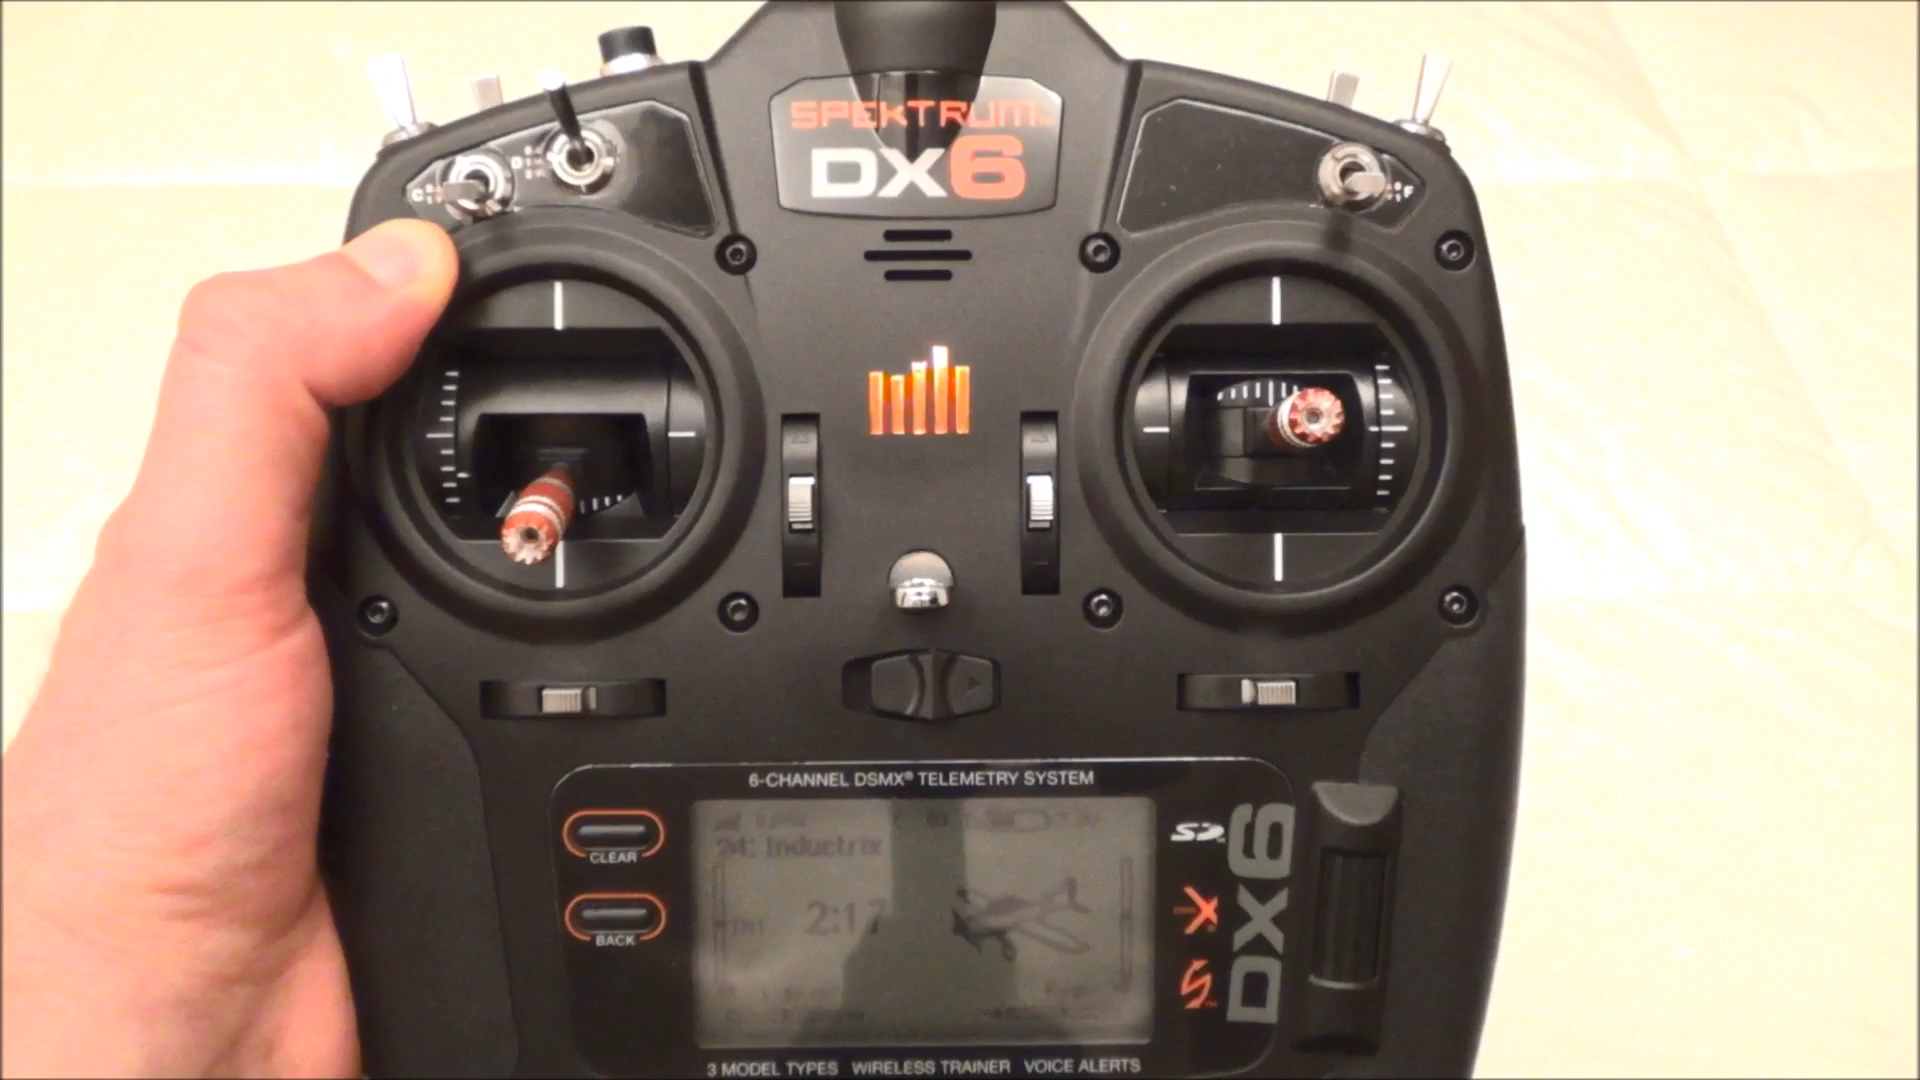 SPEKTRUM
DX6
C
D
F
6-CHANNEL DSMX® TELEMETRY SYSTEM
CLEAR
BACK
24: Inductrix
2:17
SD
DX6
3 MODEL TYPES WIRELESS TRAINER VOICE ALERTS